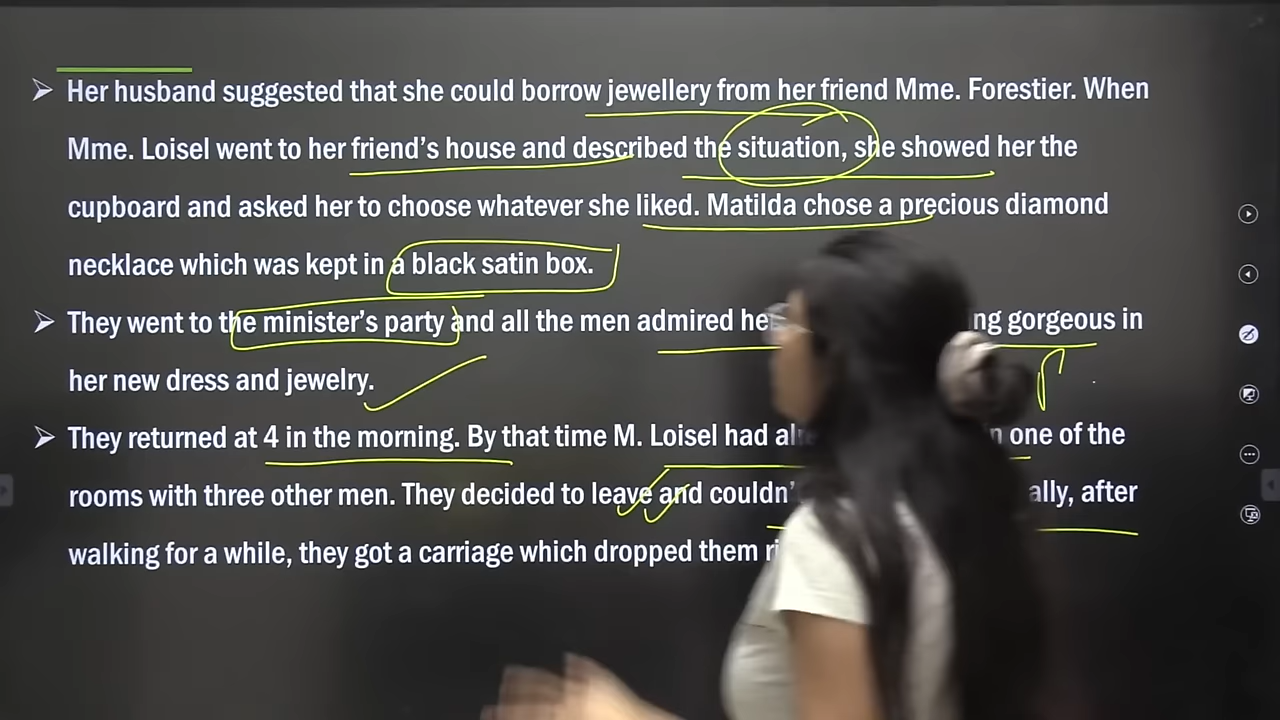 ➤ Her husband suggested that she could borrow jewellery from her friend Mme. Forestier. When
Mme. Loisel went to her friend's house and described the situation, she showed her the
cupboard and asked her to choose whatever she liked. Matilda chose a precious diamond
necklace which was kept in a black satin box.
➤ They went to the minister's party and all the men admired gorgeous in
her new dress and jewelry.
➤ They returned at 4 in the morning. By that time M. Loisel had one of the
rooms with three other men. They decided to leave and after
walking for a while, they got a carriage which dropped them